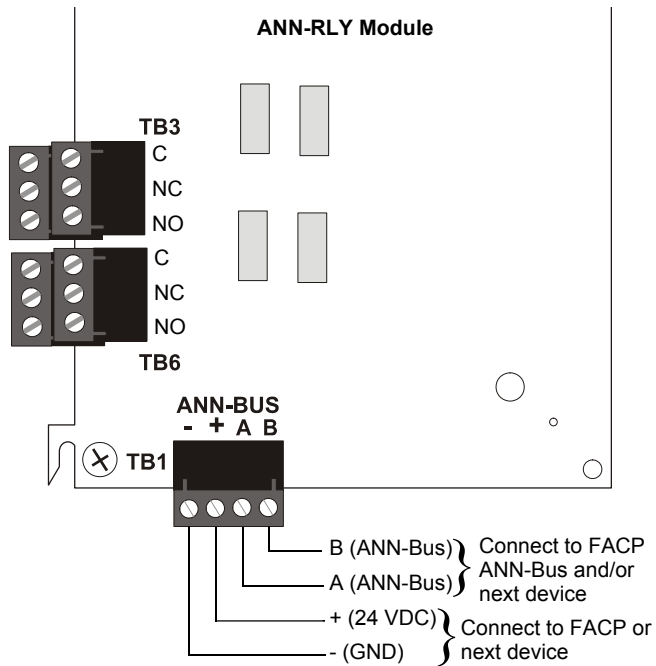 ANN-RLY Module
TB3
C
NC
NO
C
NC
NO
TB6
ANN-BUS
- + A B
TB1
B (ANN-Bus)
A (ANN-Bus)
Connect to FACP
ANN-Bus and/or
next device
+ (24 VDC)
- (GND)
Connect to FACP or
next device